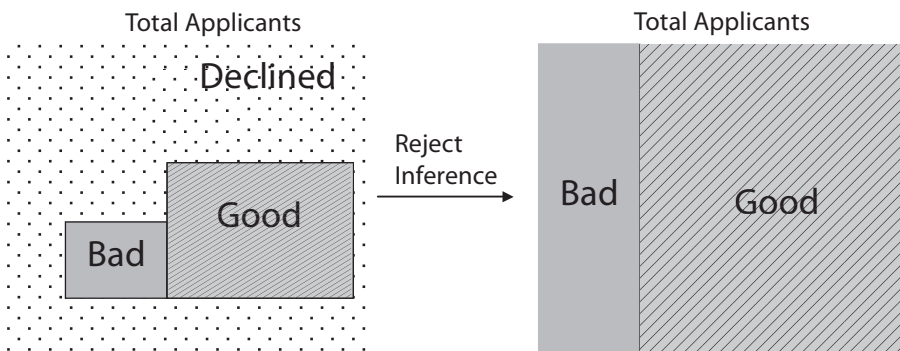 Total Applicants
Declined
Good
Bad
Reject
Inference
Total Applicants
Bad
Good